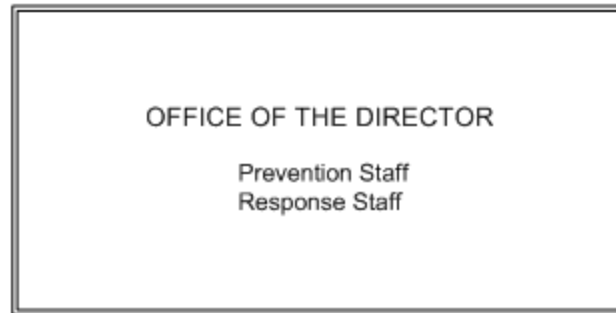 OFFICE OF THE DIRECTOR
Prevention Staff
Response Staff